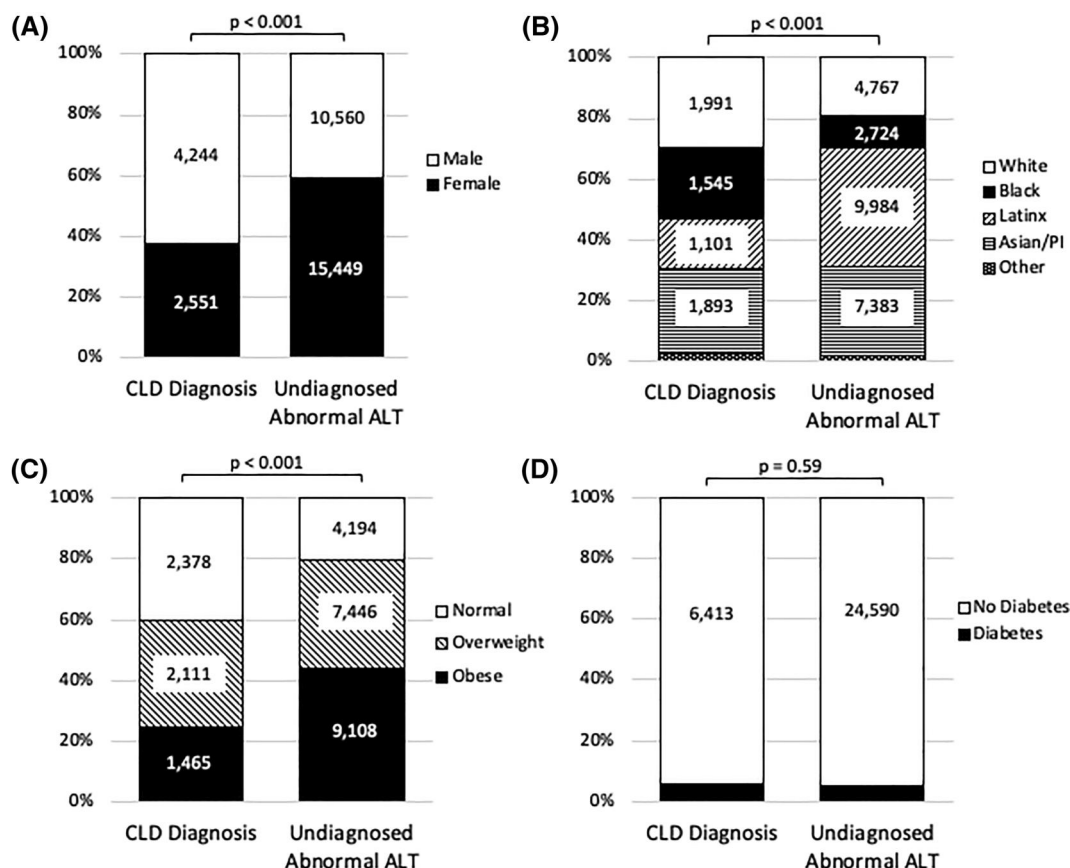 (A)
p < 0.001
100%
80%
60%
40%
20%
0%
4,244
2,551
10,560
15,449
Male
Female
CLD Diagnosis
Undiagnosed
Abnormal ALT
(B)
p < 0.001
100%
80%
60%
40%
20%
0%
1,991
1,545
1,101
1,893
4,767
2,724
9,984
7,383
White
Black
Latinx
Asian/PI
Other
CLD Diagnosis
Undiagnosed
Abnormal ALT
(C)
p < 0.001
100%
80%
60%
40%
20%
0%
2,378
2,111
1,465
4,194
7,446
9,108
Normal
Overweight
Obese
CLD Diagnosis
Undiagnosed
Abnormal ALT
(D)
p = 0.59
100%
80%
60%
40%
20%
0%
6,413
24,590
No Diabetes
Diabetes
CLD Diagnosis
Undiagnosed
Abnormal ALT